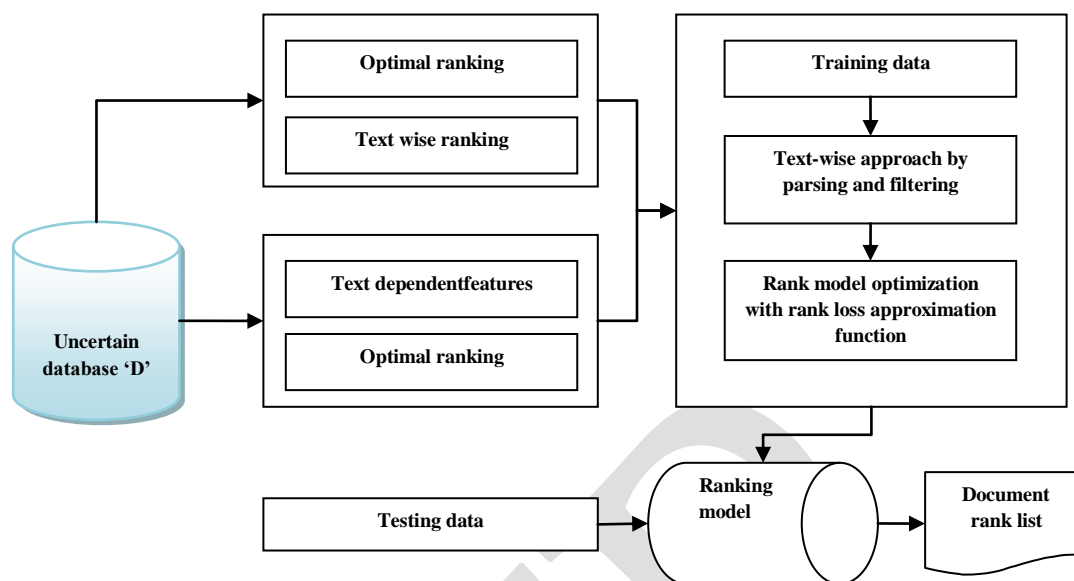 Optimal ranking
Text wise ranking
Training data
Text-wise approach by
parsing and filtering
Rank model optimization
with rank loss approximation
function
Uncertain
database ‘D’
Text dependentfeatures
Optimal ranking
Testing data
Ranking
model
Document
rank list